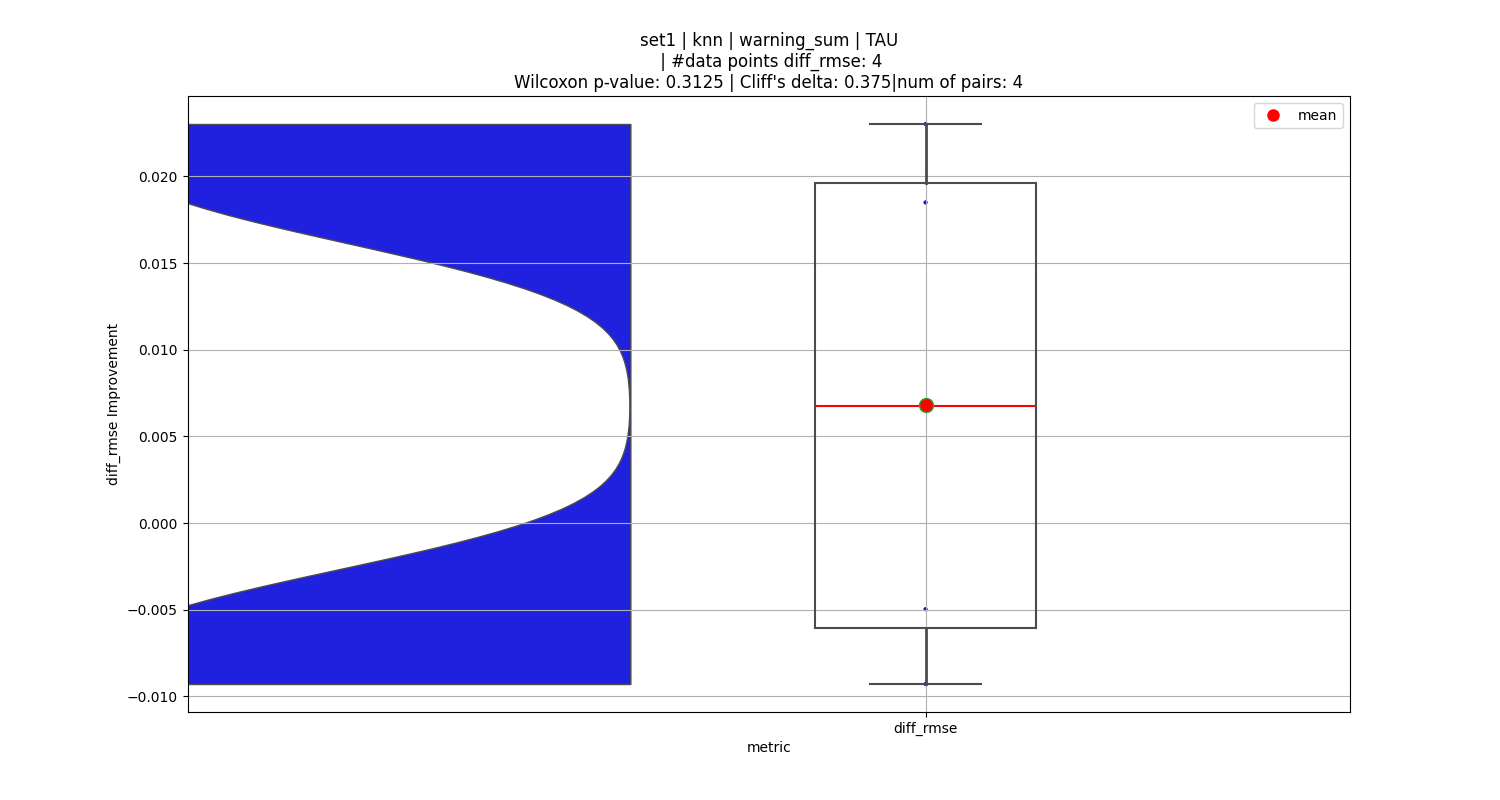 set1 | knn | warning_sum | TAU
| #data points diff_rmse: 4
Wilcoxon p-value: 0.3125 | Cliff's delta: 0.375|num of pairs: 4
mean
0.020
0.015
0.010
0.005
0.000
−0.005
−0.010
diff_rmse Improvement
diff_rmse
metric